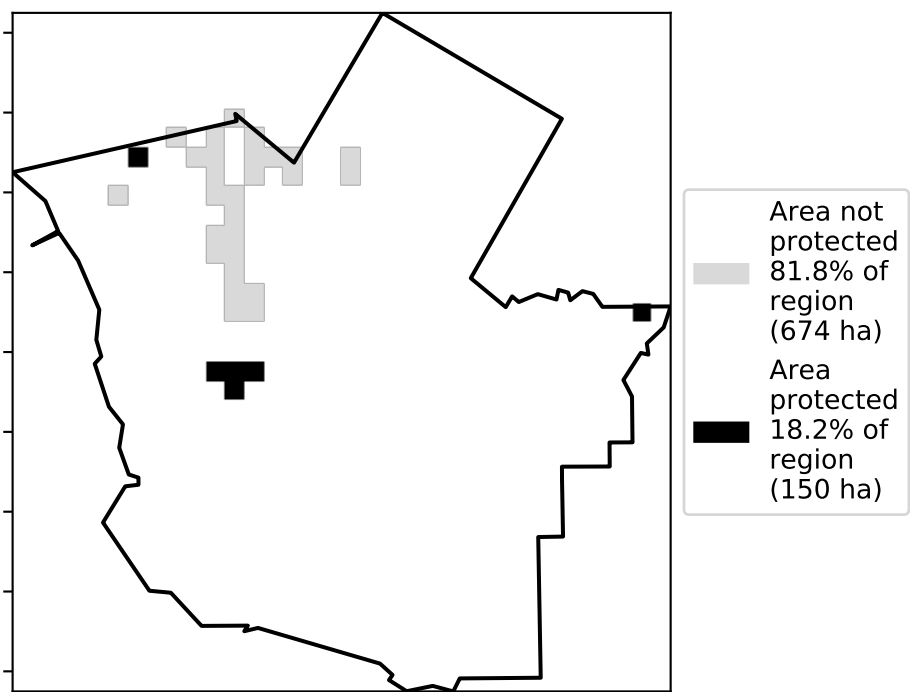 Area not
protected
81.8% of
region
(674 ha)
Area
protected
18.2% of
region
(150 ha)